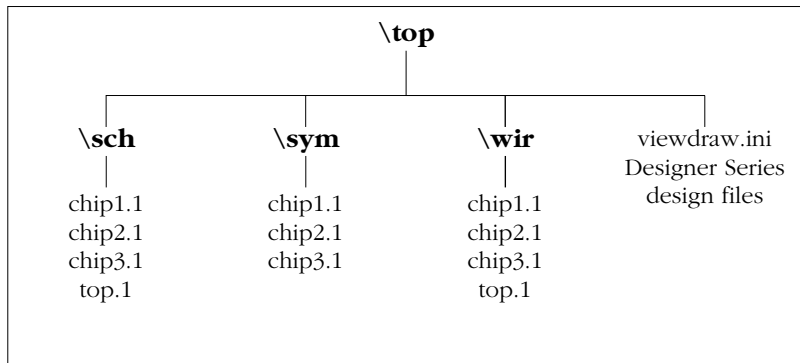 \top
\sch
\sym
\wir
viewdraw.ini
Designer Series
design files
chip1.1
chip2.1
chip3.1
top.1
chip1.1
chip2.1
chip3.1
chip1.1
chip2.1
chip3.1
top.1